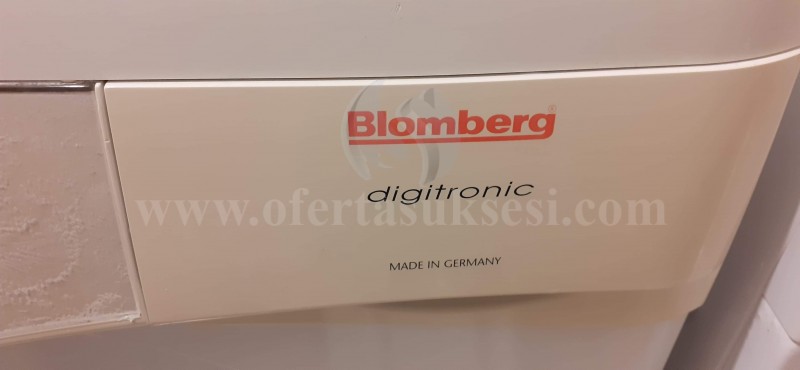 Blomberg®
digitronic
www.ofertasuksesi.com
MADE IN GERMANY